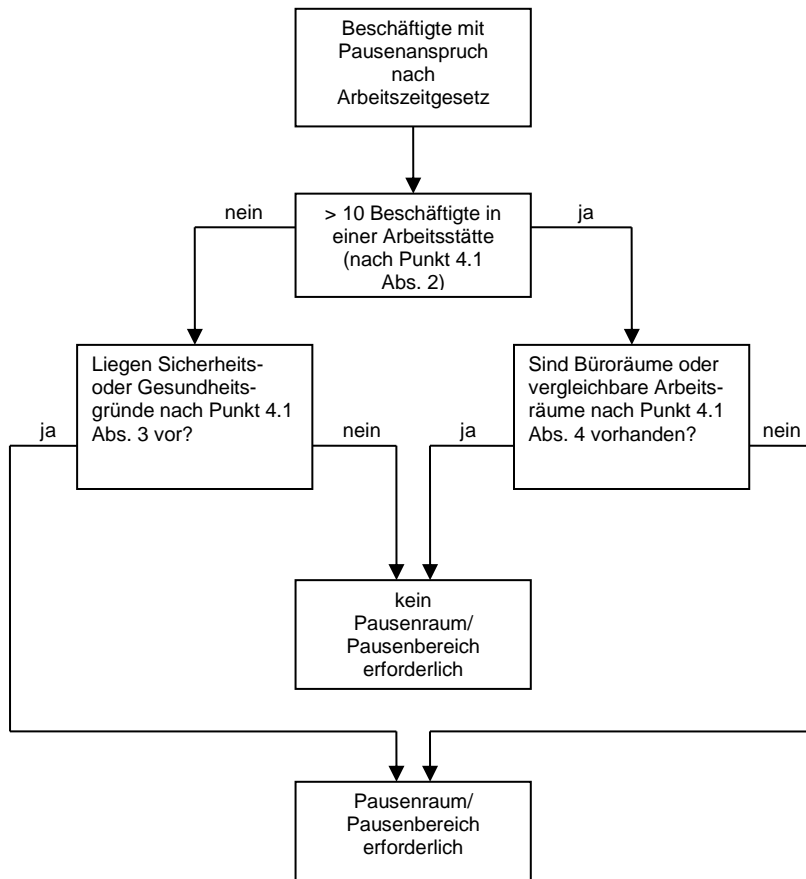 Beschäftigte mit
Pausenanspruch
nach
Arbeitszeitgesetz
nein
> 10 Beschäftigte in
einer Arbeitsstätte
(nach Punkt 4.1
Abs. 2)
ja
Liegen Sicherheits-
oder Gesundheits-
gründe nach Punkt 4.1
Abs. 3 vor?
ja
nein
Sind Büroräume oder
vergleichbare Arbeits-
räume nach Punkt 4.1
Abs. 4 vorhanden?
ja
nein
kein
Pausenraum/
Pausenbereich
erforderlich
Pausenraum/
Pausenbereich
erforderlich